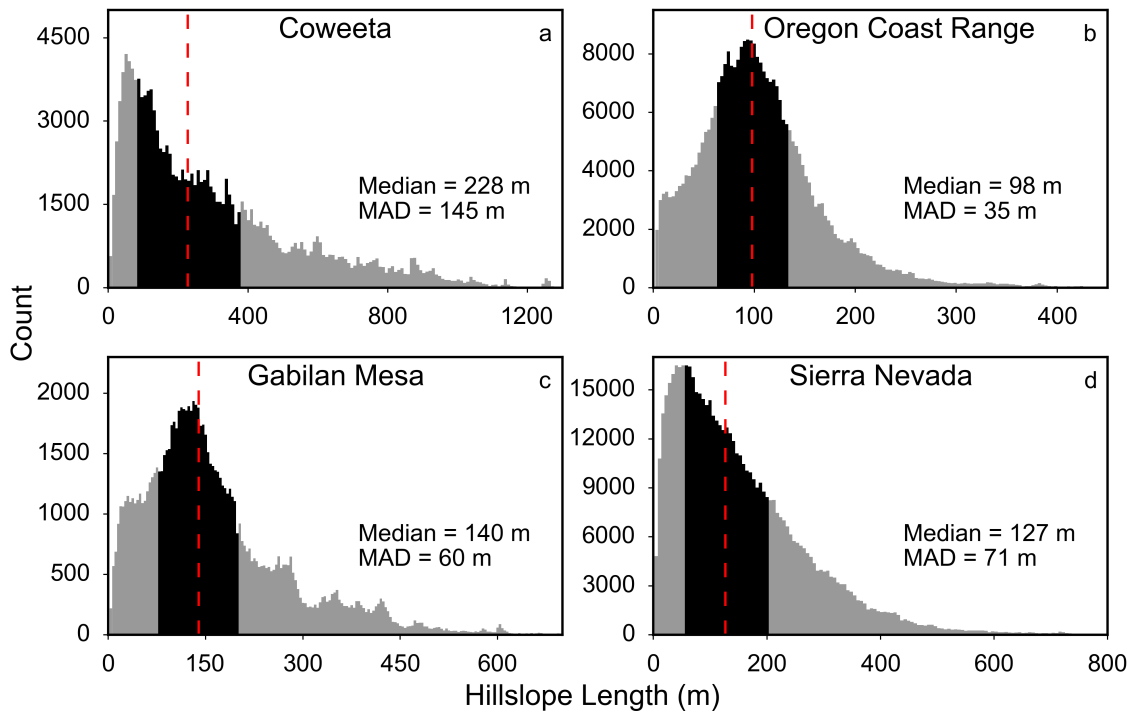 Coweeta
a
4500
3000
1500
0
Median = 228 m
MAD = 145 m
0 400 800 1200
Oregon Coast Range
b
8000
6000
4000
2000
0
Median = 98 m
MAD = 35 m
0 100 200 300 400
Count
Gabilan Mesa
c
2000
1500
1000
500
0
Median = 140 m
MAD = 60 m
0 150 300 450 600
Sierra Nevada
d
15000
12000
9000
6000
3000
0
Median = 127 m
MAD = 71 m
0 200 400 600 800
Hillslope Length (m)